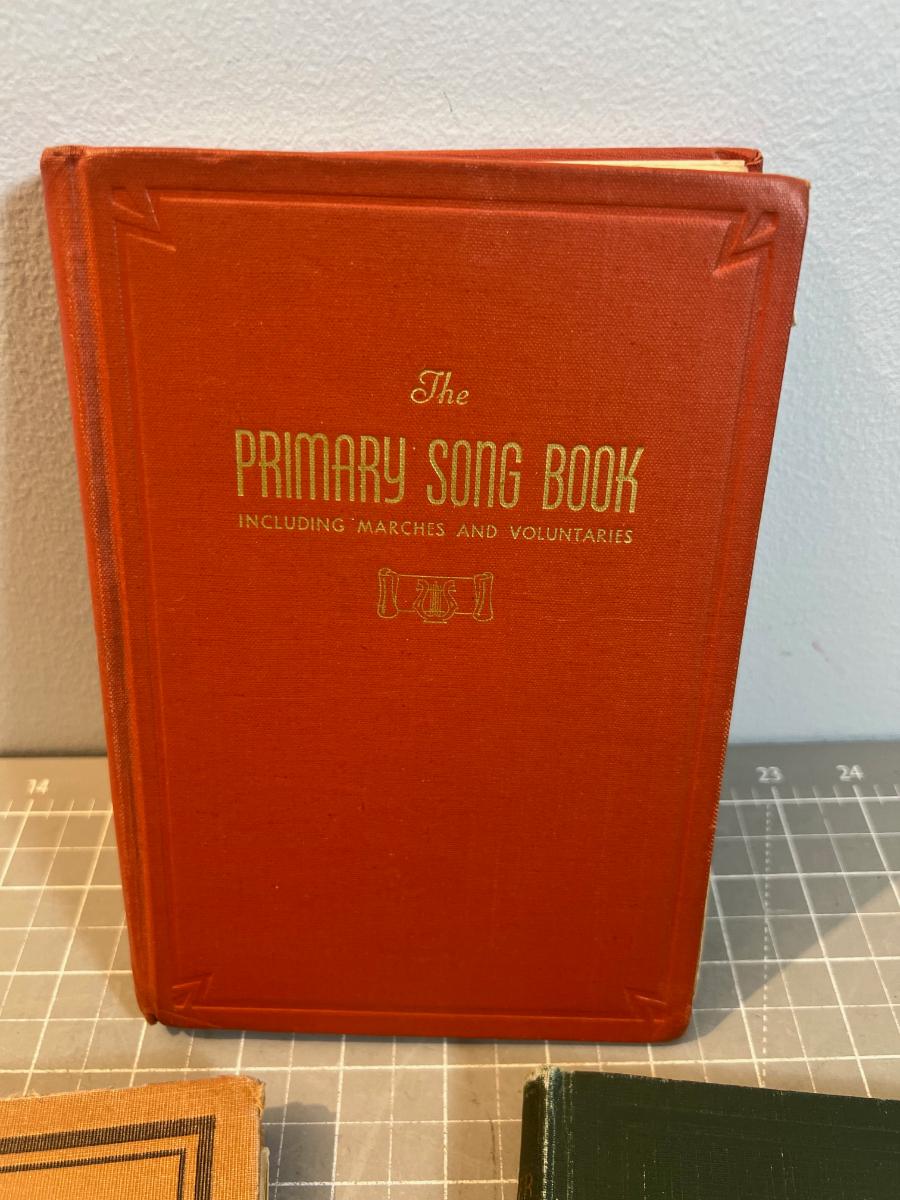 The
PRIMARY SONG BOOK
INCLUDING MARCHES AND VOLUNTARIES
14
23
24